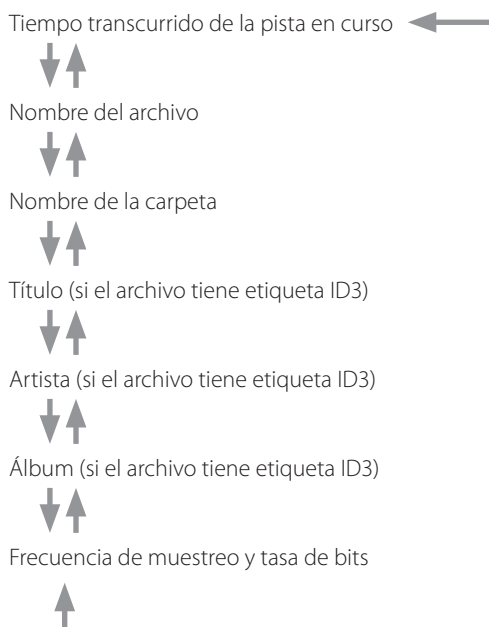 Tiempo transcurrido de la pista en curso
Nombre del archivo
Nombre de la carpeta
Título (si el archivo tiene etiqueta ID3)
Artista (si el archivo tiene etiqueta ID3)
Álbum (si el archivo tiene etiqueta ID3)
Frecuencia de muestreo y tasa de bits